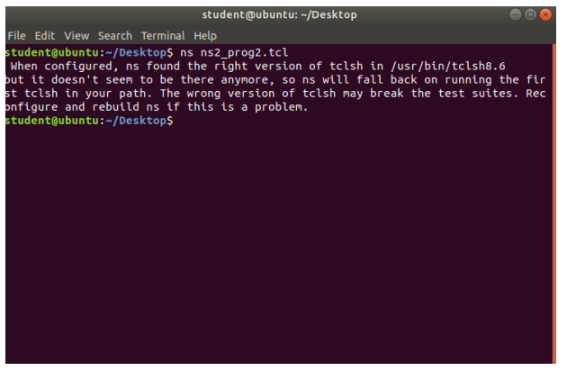 student@ubuntu: ~/Desktop
File Edit View Search Terminal Help
student@ubuntu:~/Desktop$ ns ns2_prog2.tcl
When configured, ns found the right version of tclsh in /usr/bin/tclsh8.6
but it doesn't seem to be there anymore, so ns will fall back on running the fir
st tclsh in your path. The wrong version of tclsh may break the test suites. Rec
onfigure and rebuild ns if this is a problem.
student@ubuntu:~/Desktop$